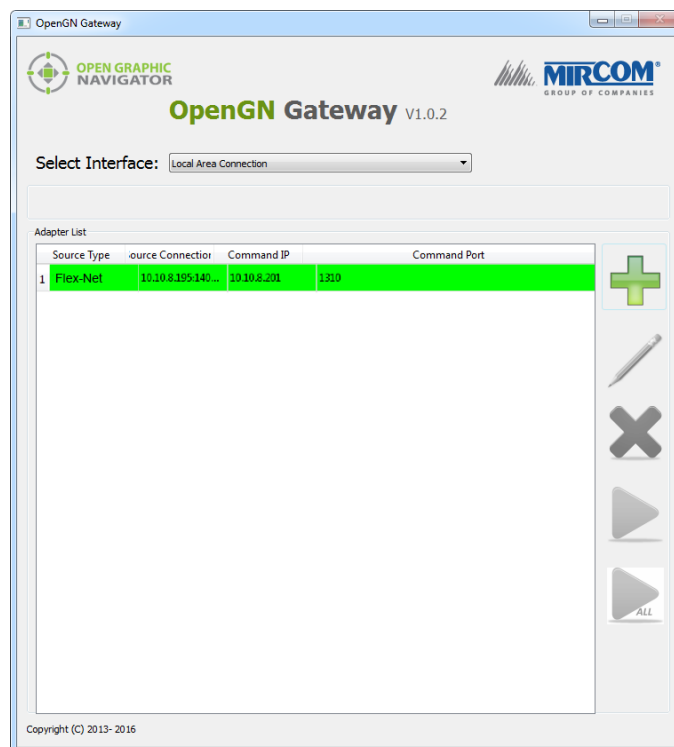 OpenGN Gateway
OPEN GRAPHIC
NAVIGATOR
MIRCOM®
GROUP OF COMPANIES
OpenGN Gateway V1.0.2
Select Interface: Local Area Connection
Adapter List
Source Type ource Connection Command IP Command Port
1 Flex-Net 10.10.8.195:140... 10.10.8.201 1310
ALL
Copyright (C) 2013- 2016